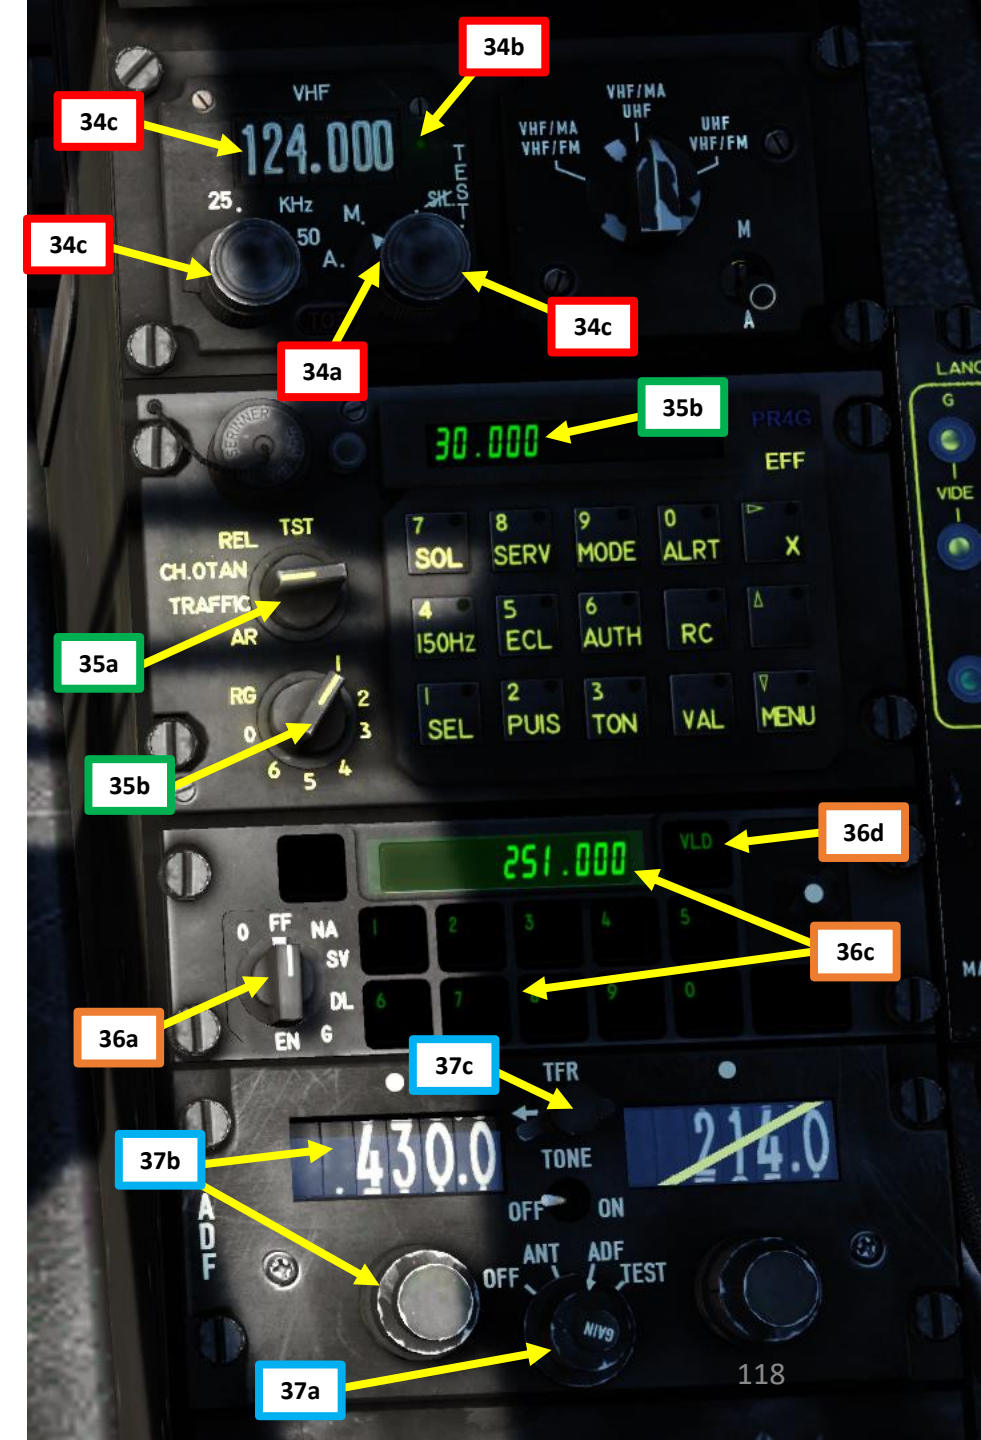 34b
VHF
34c
124.000
TEST
VHF/MA
UHF
VHF/MA
VHF/FM
UHF
VHF/FM
25.
KHz
M.
SIL.
50
A.
34c
M
A
34c
34a
LANC
G
35b
30.000
PR4G
EFF
VIDE
TST
REL
CH.OTAN
TRAFFIC
AR
7 SOL
8 SERV
9 MODE
0 ALRT
X
4 150Hz
5 ECL
6 AUTH
RC
1 SEL
2 PUIS
3 TON
VAL
MENU
35a
RG
1
2
3
4
5
6
0
35b
251.000
VLD
36d
0
FF
NA
SV
DL
G
EN
1
2
3
4
5
6
7
9
0
36c
36a
MA
37c
TFR
430.0
214.0
37b
TONE
OFF
ON
ADF
OFF
ANT
ADF
TEST
GAIN
37a
118